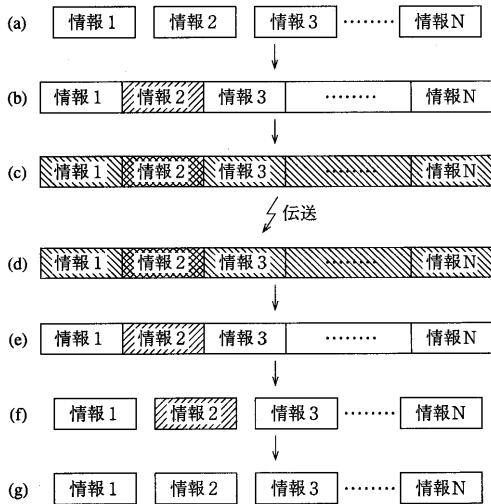 (a) 情報1 情報2 情報3 ……… 情報N
(b) 情報1 情報2 情報3 ……… 情報N
(c) 情報1 情報2 情報3 ……… 情報N
伝送
(d) 情報1 情報2 情報3 ……… 情報N
(e) 情報1 情報2 情報3 ……… 情報N
(f) 情報1 情報2 情報3 ……… 情報N
(g) 情報1 情報2 情報3 ……… 情報N